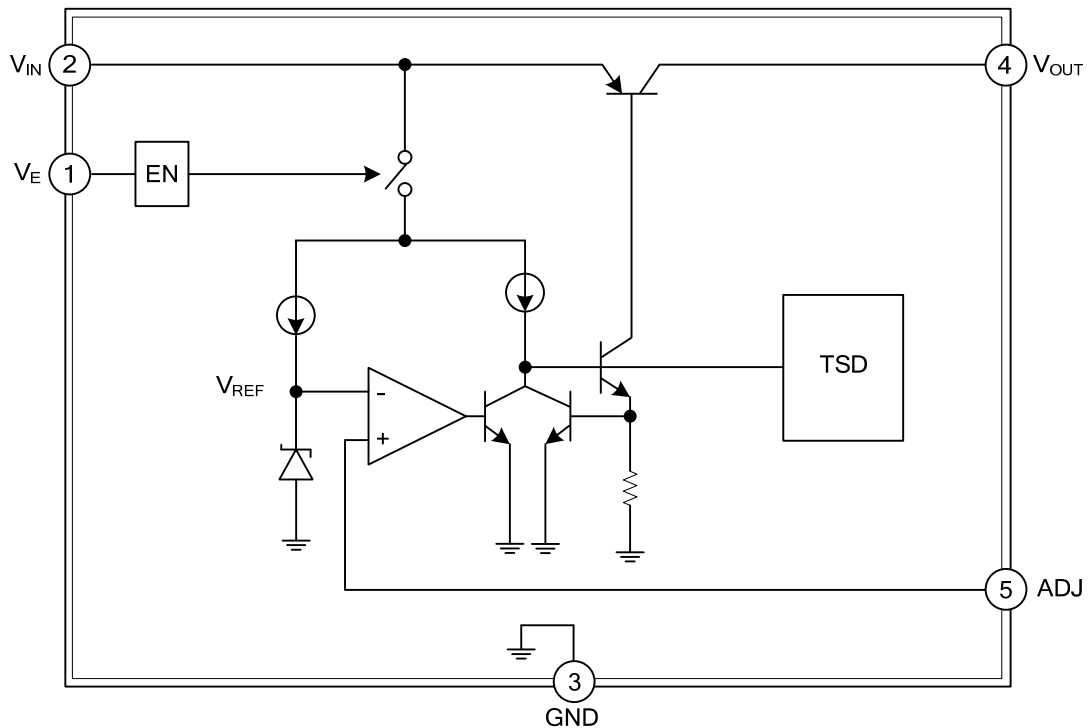 VIN 2
4 VOUT
VE 1
EN
TSD
VREF
-
+
5 ADJ
3
GND